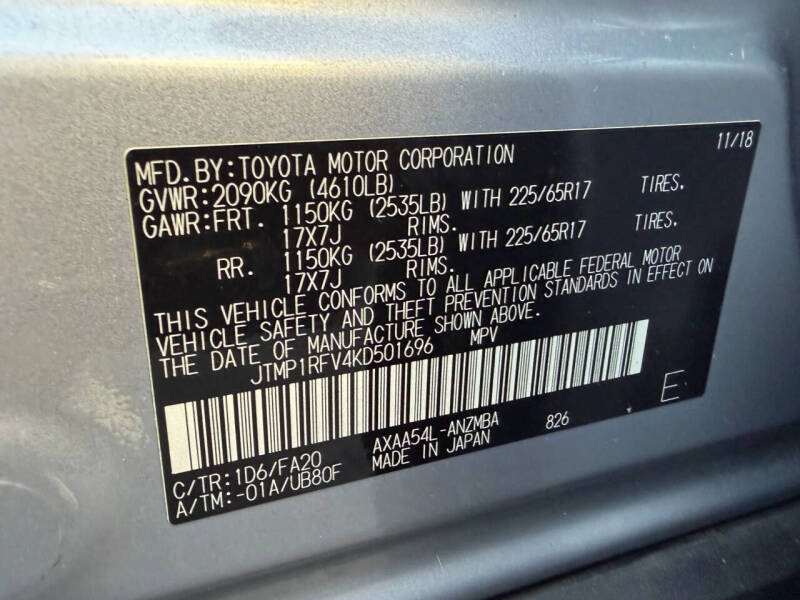 11/18
MFD.BY:TOYOTA MOTOR CORPORATION
GVWR:2090KG (4610LB)
GAWR:FRT. 1150KG (2535LB) WITH 225/65R17 TIRES.
17X7J RIMS.
RR. 1150KG (2535LB) WITH 225/65R17 TIRES.
17X7J RIMS.
THIS VEHICLE CONFORMS TO ALL APPLICABLE FEDERAL MOTOR
VEHICLE SAFETY AND THEFT PREVENTION STANDARDS IN EFFECT ON
THE DATE OF MANUFACTURE SHOWN ABOVE.
JTMP1RFV4KD501696 MPV
E
AXAA54L-ANZMBA 826
C/TR:1D6/FA20 MADE IN JAPAN
A/TM:-01A/UB80F